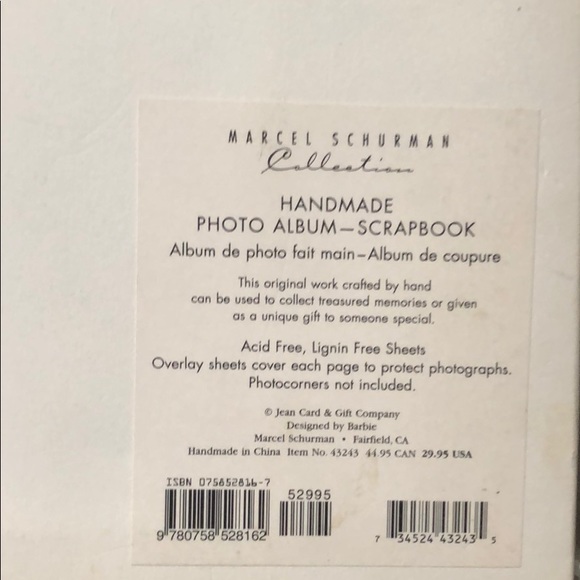 MARCEL SCHURMAN
Collection
HANDMADE
PHOTO ALBUM—SCRAPBOOK
Album de photo fait main–Album de coupure
This original work crafted by hand
can be used to collect treasured memories or given
as a unique gift to someone special.
Acid Free, Lignin Free Sheets
Overlay sheets cover each page to protect photographs.
Photocorners not included.
© Jean Card & Gift Company
Designed by Barbie
Marcel Schurman • Fairfield, CA
Handmade in China Item No. 43243 44.95 CAN 29.95 USA
ISBN 075852816-7
52995
9 780758 528162
7 34524 43243 5